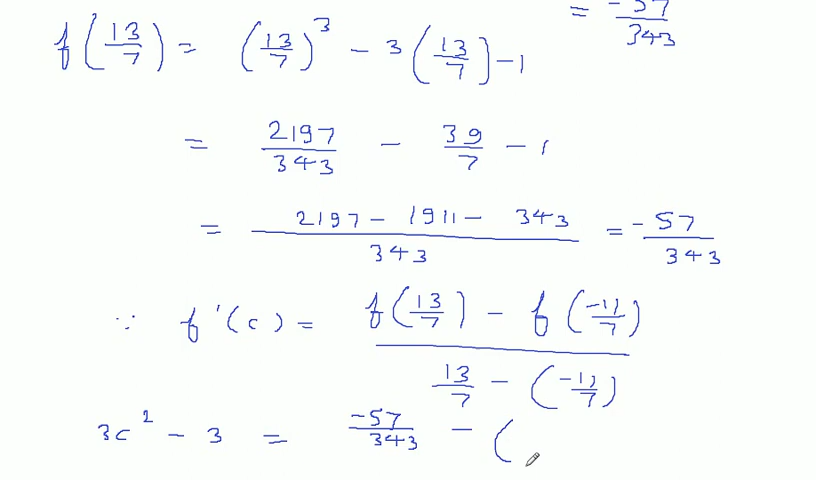 = -57/343
f(13/7) = (13/7)^3 - 3(13/7) - 1
= 2197/343 - 39/7 - 1
= (2197 - 1911 - 343)/343 = -57/343
∵ f'(c) = (f(13/7) - f(-11/7))/(13/7 - (-11/7))
3c^2 - 3 = -57/343 - (